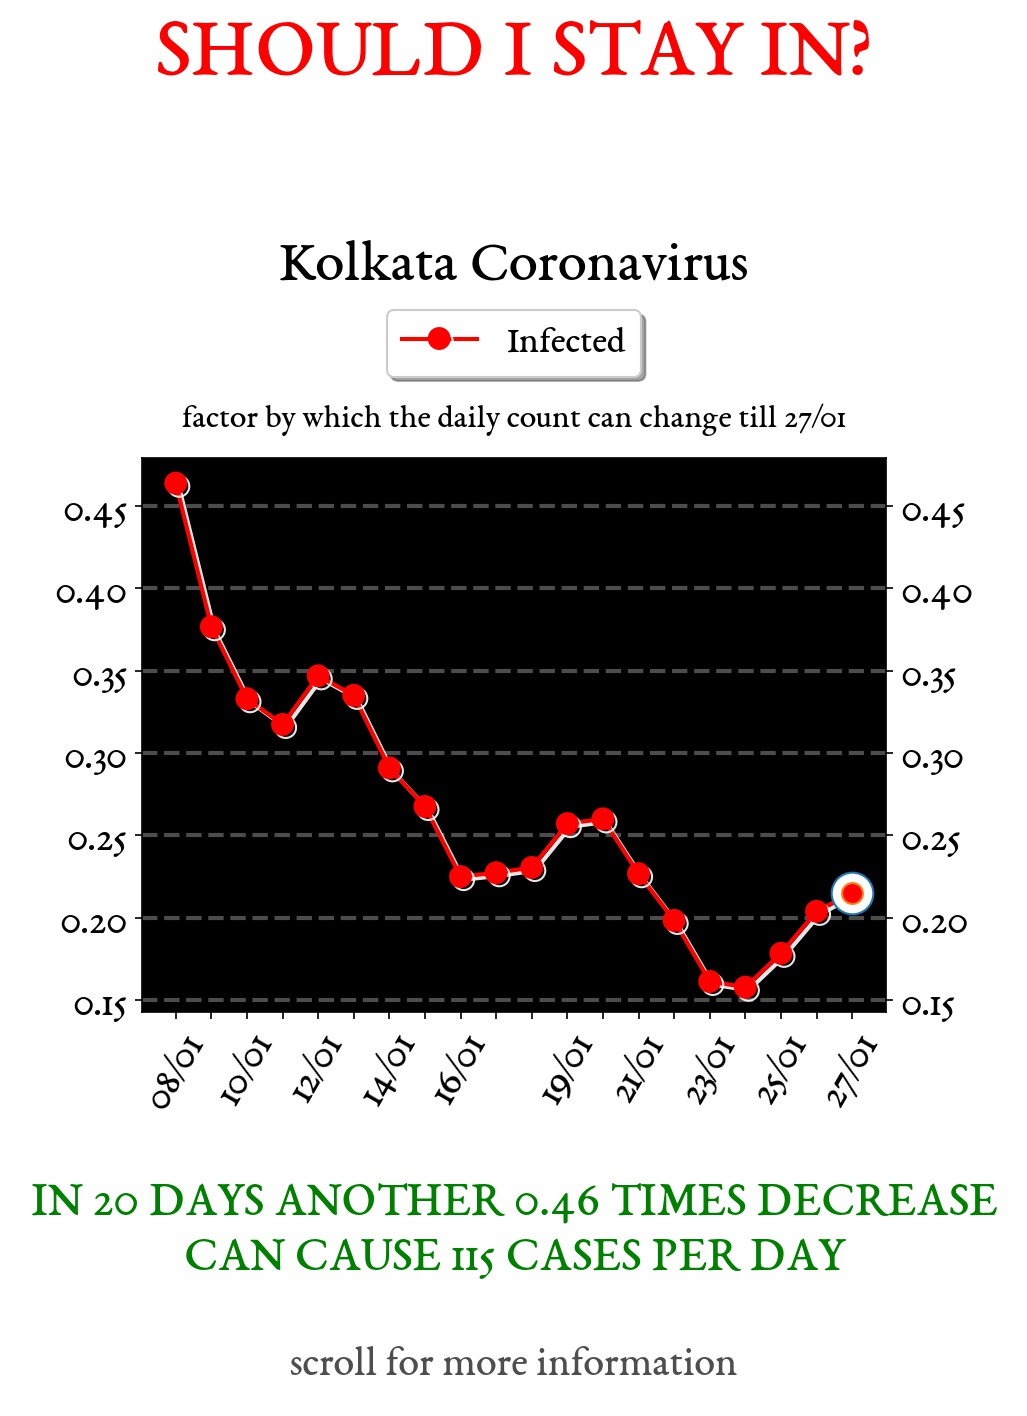 SHOULD I STAY IN?
Kolkata Coronavirus
Infected
factor by which the daily count can change till 27/01
0.45 0.45
0.40 0.40
0.35 0.35
0.30 0.30
0.25 0.25
0.20 0.20
0.15 0.15
08/01 10/01 12/01 14/01 16/01 19/01 21/01 23/01 25/01 27/01
IN 20 DAYS ANOTHER 0.46 TIMES DECREASE
CAN CAUSE 115 CASES PER DAY
scroll for more information